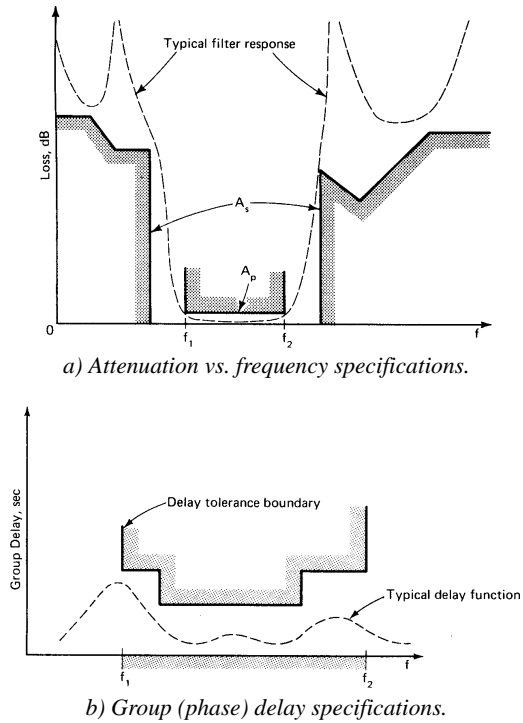 Typical filter response
Loss, dB
A_s
A_p
0
f_1
f_2
f
a) Attenuation vs. frequency specifications.
Group Delay, sec
Delay tolerance boundary
Typical delay function
f_1
f_2
f
b) Group (phase) delay specifications.